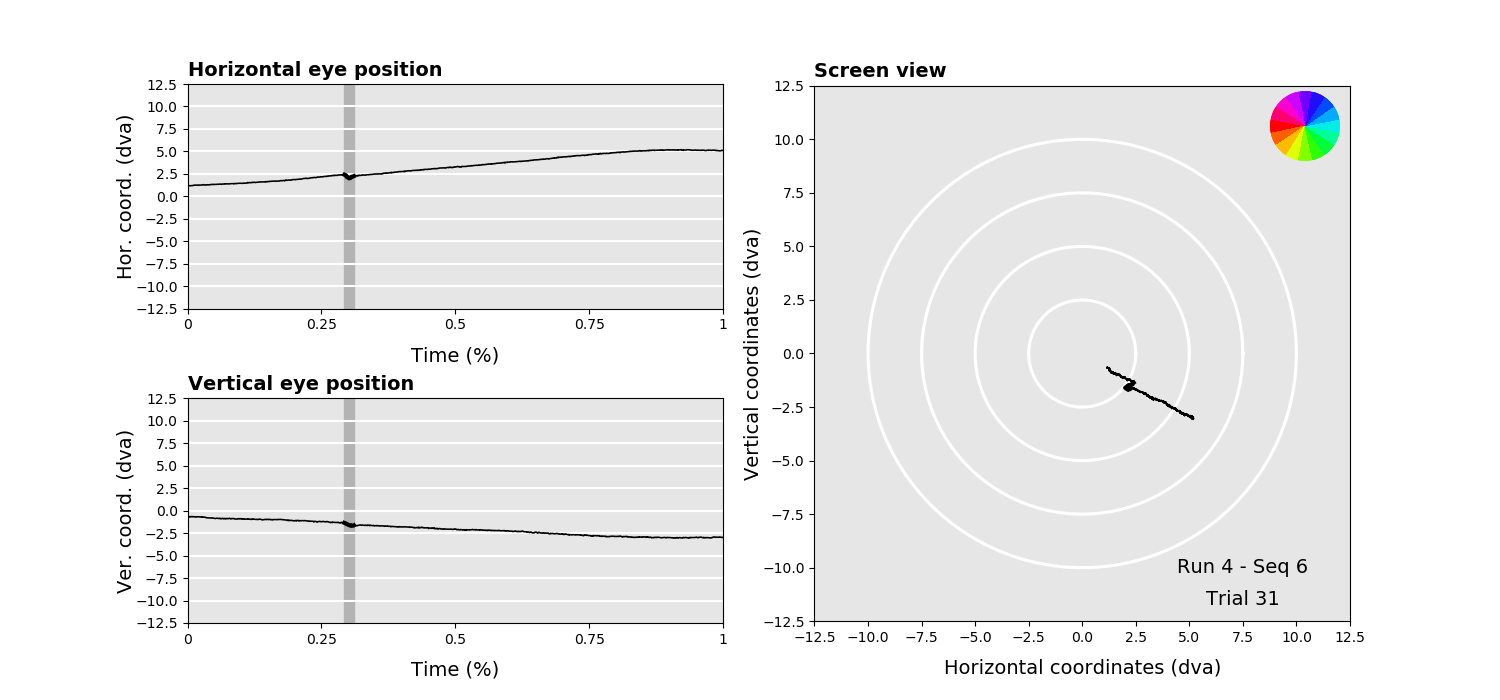 Horizontal eye position
Hor. coord. (dva)
12.5
10.0
7.5
5.0
2.5
0.0
−2.5
−5.0
−7.5
−10.0
−12.5
0 0.25 0.5 0.75 1
Time (%)
Vertical eye position
Ver. coord. (dva)
12.5
10.0
7.5
5.0
2.5
0.0
−2.5
−5.0
−7.5
−10.0
−12.5
0 0.25 0.5 0.75 1
Time (%)
Screen view
Vertical coordinates (dva)
12.5
10.0
7.5
5.0
2.5
0.0
−2.5
−5.0
−7.5
−10.0
−12.5
Run 4 - Seq 6
Trial 31
−12.5 −10.0 −7.5 −5.0 −2.5 0.0 2.5 5.0 7.5 10.0 12.5
Horizontal coordinates (dva)